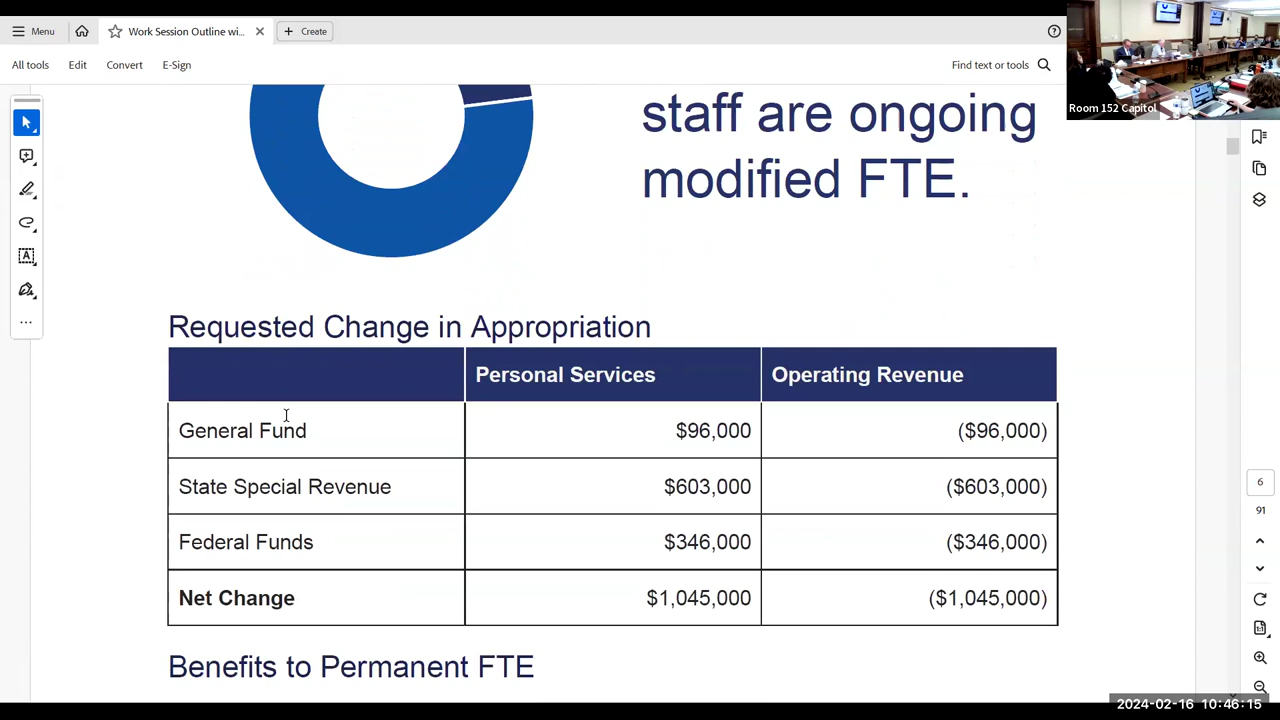 Menu
Work Session Outline wi...
Create
All tools
Edit
Convert
E-Sign
Find text or tools
Room 152 Capitol
staff are ongoing
modified FTE.
Requested Change in Appropriation
Personal Services Operating Revenue
General Fund $96,000 ($96,000)
State Special Revenue $603,000 ($603,000)
Federal Funds $346,000 ($346,000)
Net Change $1,045,000 ($1,045,000)
Benefits to Permanent FTE
6
91
2024-02-16 10:46:15